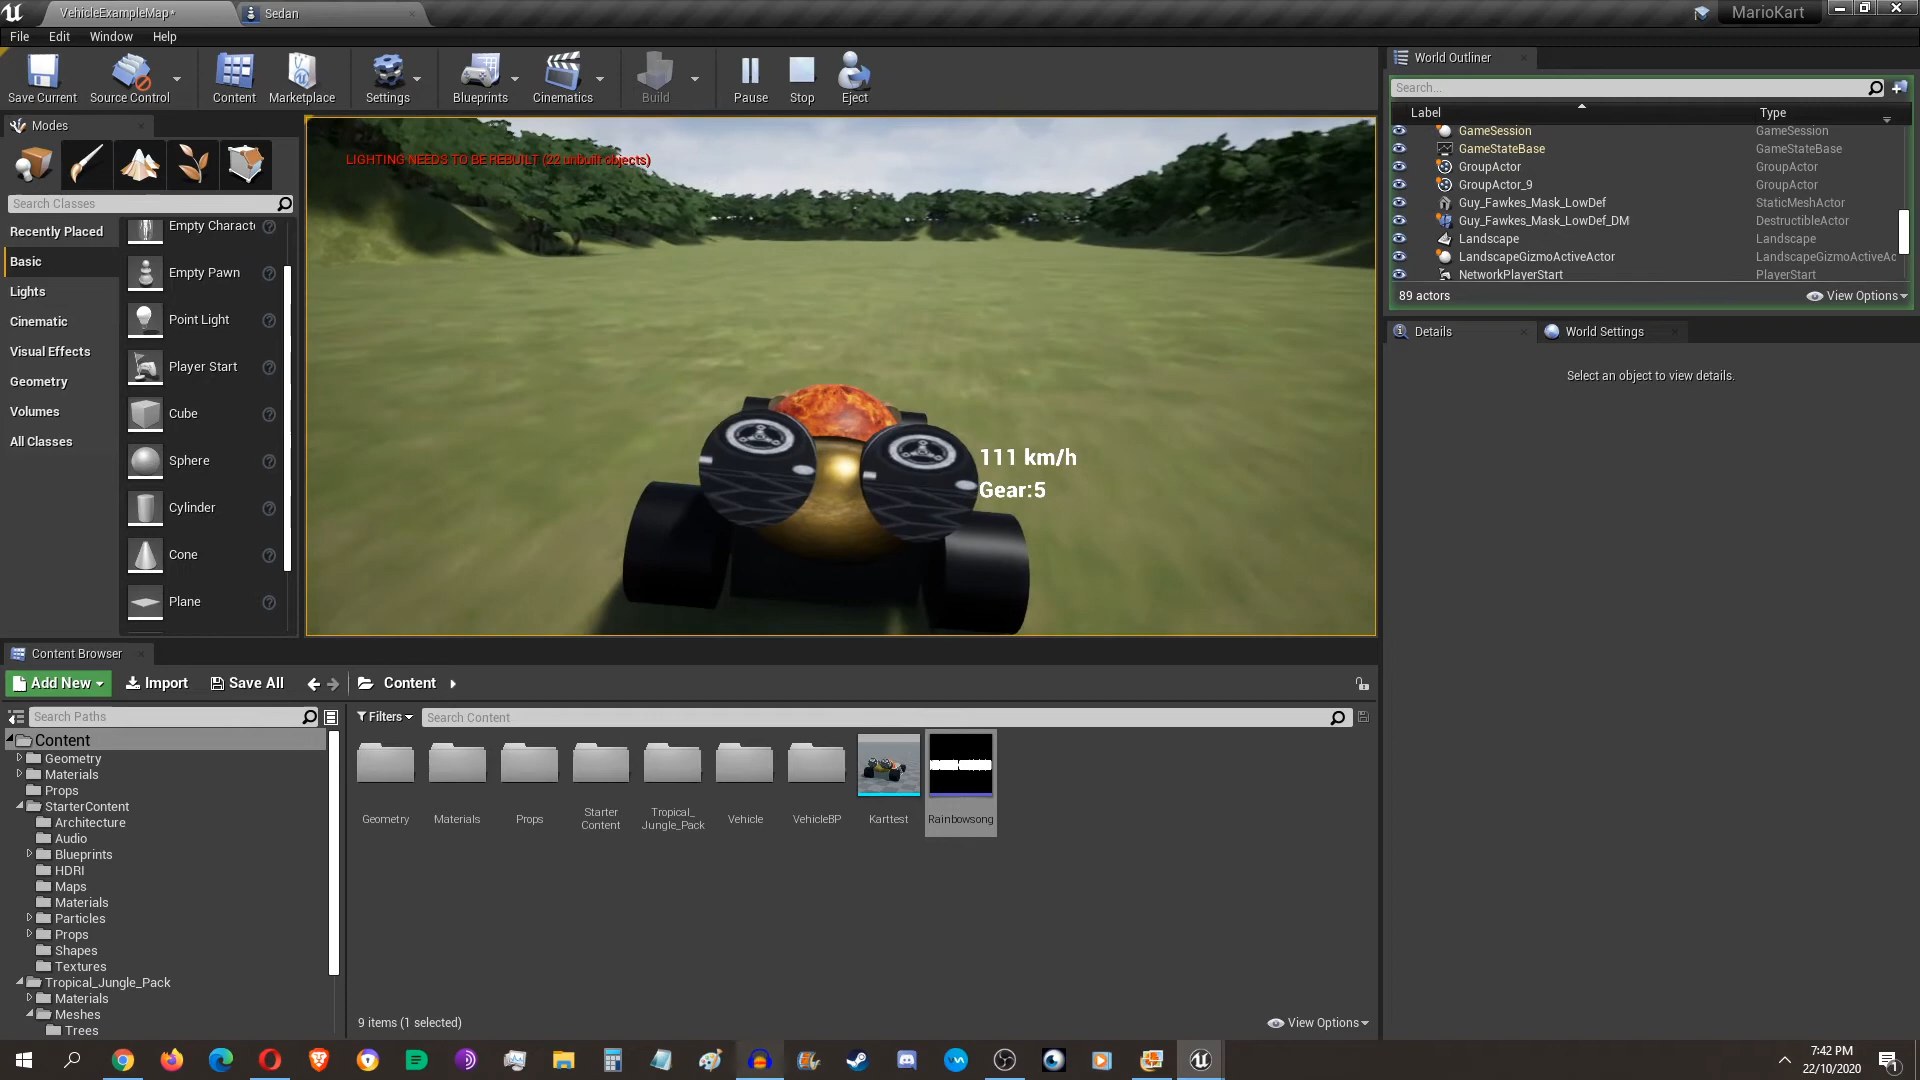 VehicleExampleMap*
Sedan
MarioKart
File
Edit
Window
Help
Save Current
Source Control
Content
Marketplace
Settings
Blueprints
Cinematics
Build
Pause
Stop
Eject
World Outliner
Search...
Label
Type
GameSession
GameSession
GameStateBase
GameStateBase
GroupActor
GroupActor
GroupActor_9
GroupActor
Guy_Fawkes_Mask_LowDef
StaticMeshActor
Guy_Fawkes_Mask_LowDef_DM
DestructibleActor
Landscape
Landscape
LandscapeGizmoActiveActor
LandscapeGizmoActiveAc
NetworkPlayerStart
PlayerStart
89 actors
View Options
Details
World Settings
Select an object to view details.
Modes
Search Classes
Recently Placed
Basic
Lights
Cinematic
Visual Effects
Geometry
Volumes
All Classes
Empty Characte
Empty Pawn
Point Light
Player Start
Cube
Sphere
Cylinder
Cone
Plane
LIGHTING NEEDS TO BE REBUILT (22 unbuilt objects)
111 km/h
Gear:5
Content Browser
Add New
Import
Save All
Content
Search Paths
Filters
Search Content
Content
Geometry
Materials
Props
StarterContent
Architecture
Audio
Blueprints
HDRI
Maps
Materials
Particles
Props
Shapes
Textures
Tropical_Jungle_Pack
Materials
Meshes
Trees
Geometry
Materials
Props
Starter
Content
Tropical_
Jungle_Pack
Vehicle
VehicleBP
Karttest
Rainbowsong
9 items (1 selected)
View Options
7:42 PM
22/10/2020
1